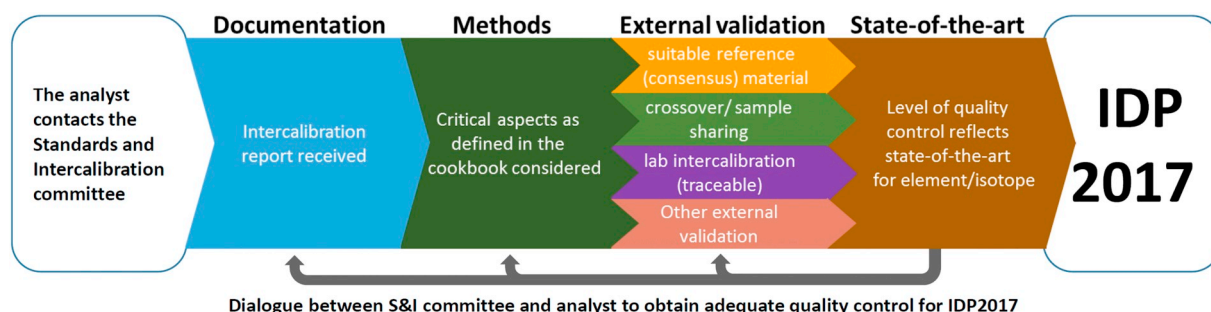 Documentation
Methods
External validation
State-of-the-art
The analyst
contacts the
Standards and
Intercalibration
committee
Intercalibration
report received
Critical aspects as
defined in the
cookbook considered
suitable reference
(consensus) material
crossover/ sample
sharing
lab intercalibration
(traceable)
Other external
validation
Level of quality
control reflects
state-of-the-art
for element/isotope
IDP
2017
Dialogue between S&I committee and analyst to obtain adequate quality control for IDP2017